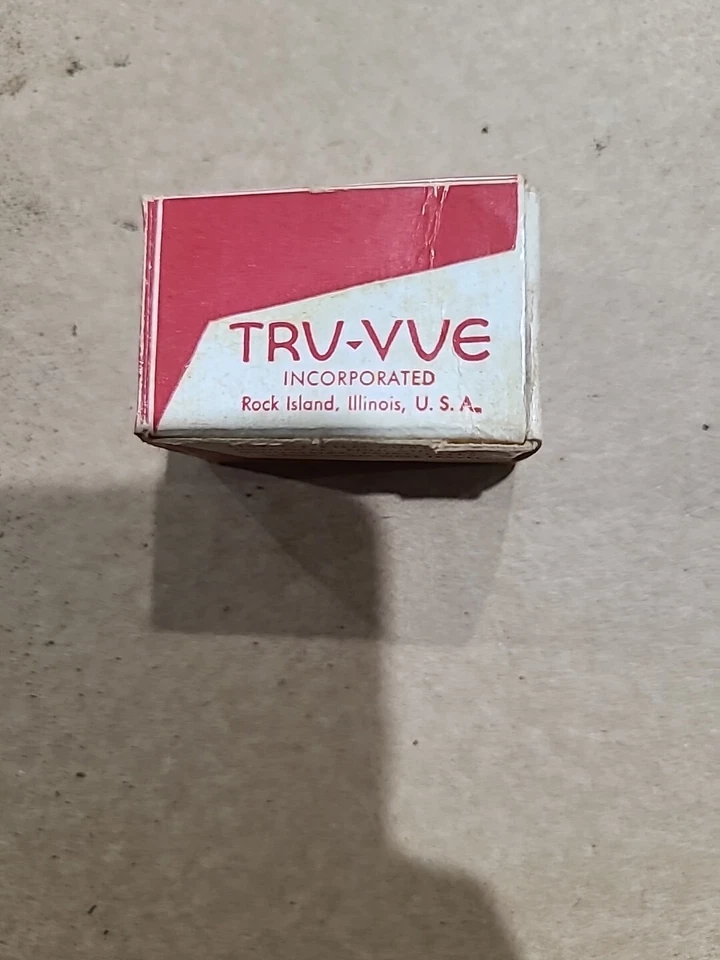 TRU-VUE
INCORPORATED
Rock Island, Illinois, U. S. A.